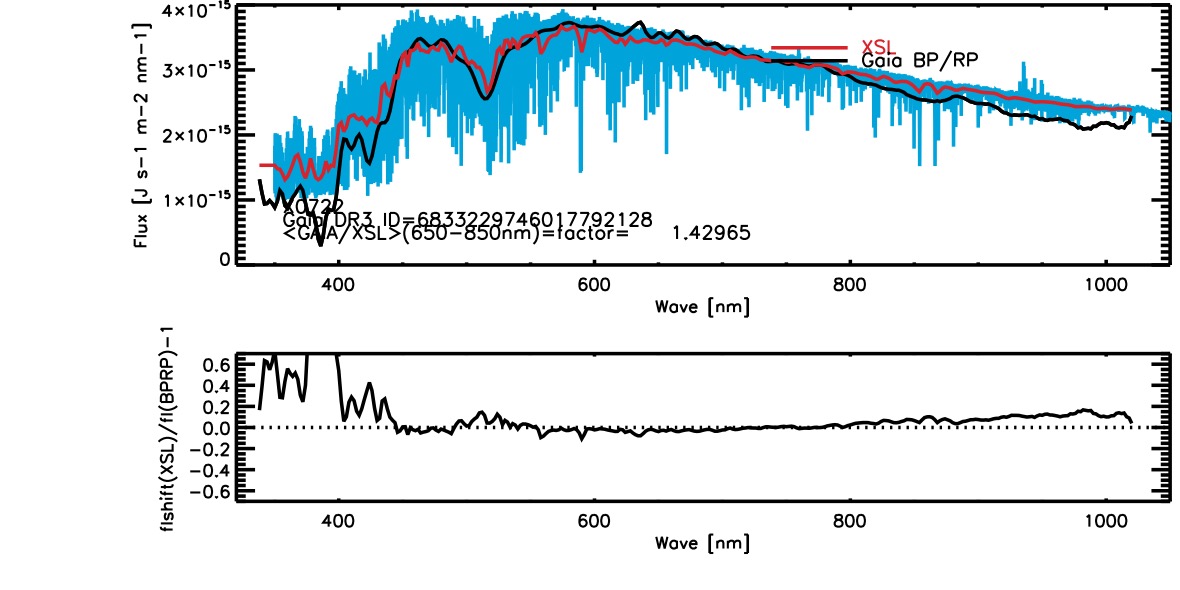 4×10⁻¹⁵
3×10⁻¹⁵
2×10⁻¹⁵
1×10⁻¹⁵
0
Flux [J s−1 m−2 nm−1]
XSL
Gaia BP/RP
X0722
Gaia DR3 ID=6833229746017792128
<GAIA/XSL>(650−850nm)=factor= 1.42965
400 600 800 1000
Wave [nm]
flshift(XSL)/fl(BPRP)−1
0.6
0.4
0.2
0.0
−0.2
−0.4
−0.6
400 600 800 1000
Wave [nm]